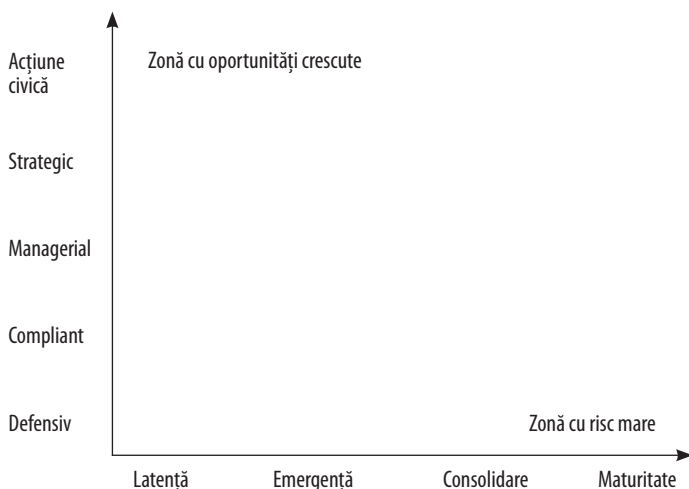 Acțiune
civică
Zonă cu oportunități crescute
Strategic
Managerial
Compliant
Defensiv
Zonă cu risc mare
Latență
Emergență
Consolidare
Maturitate